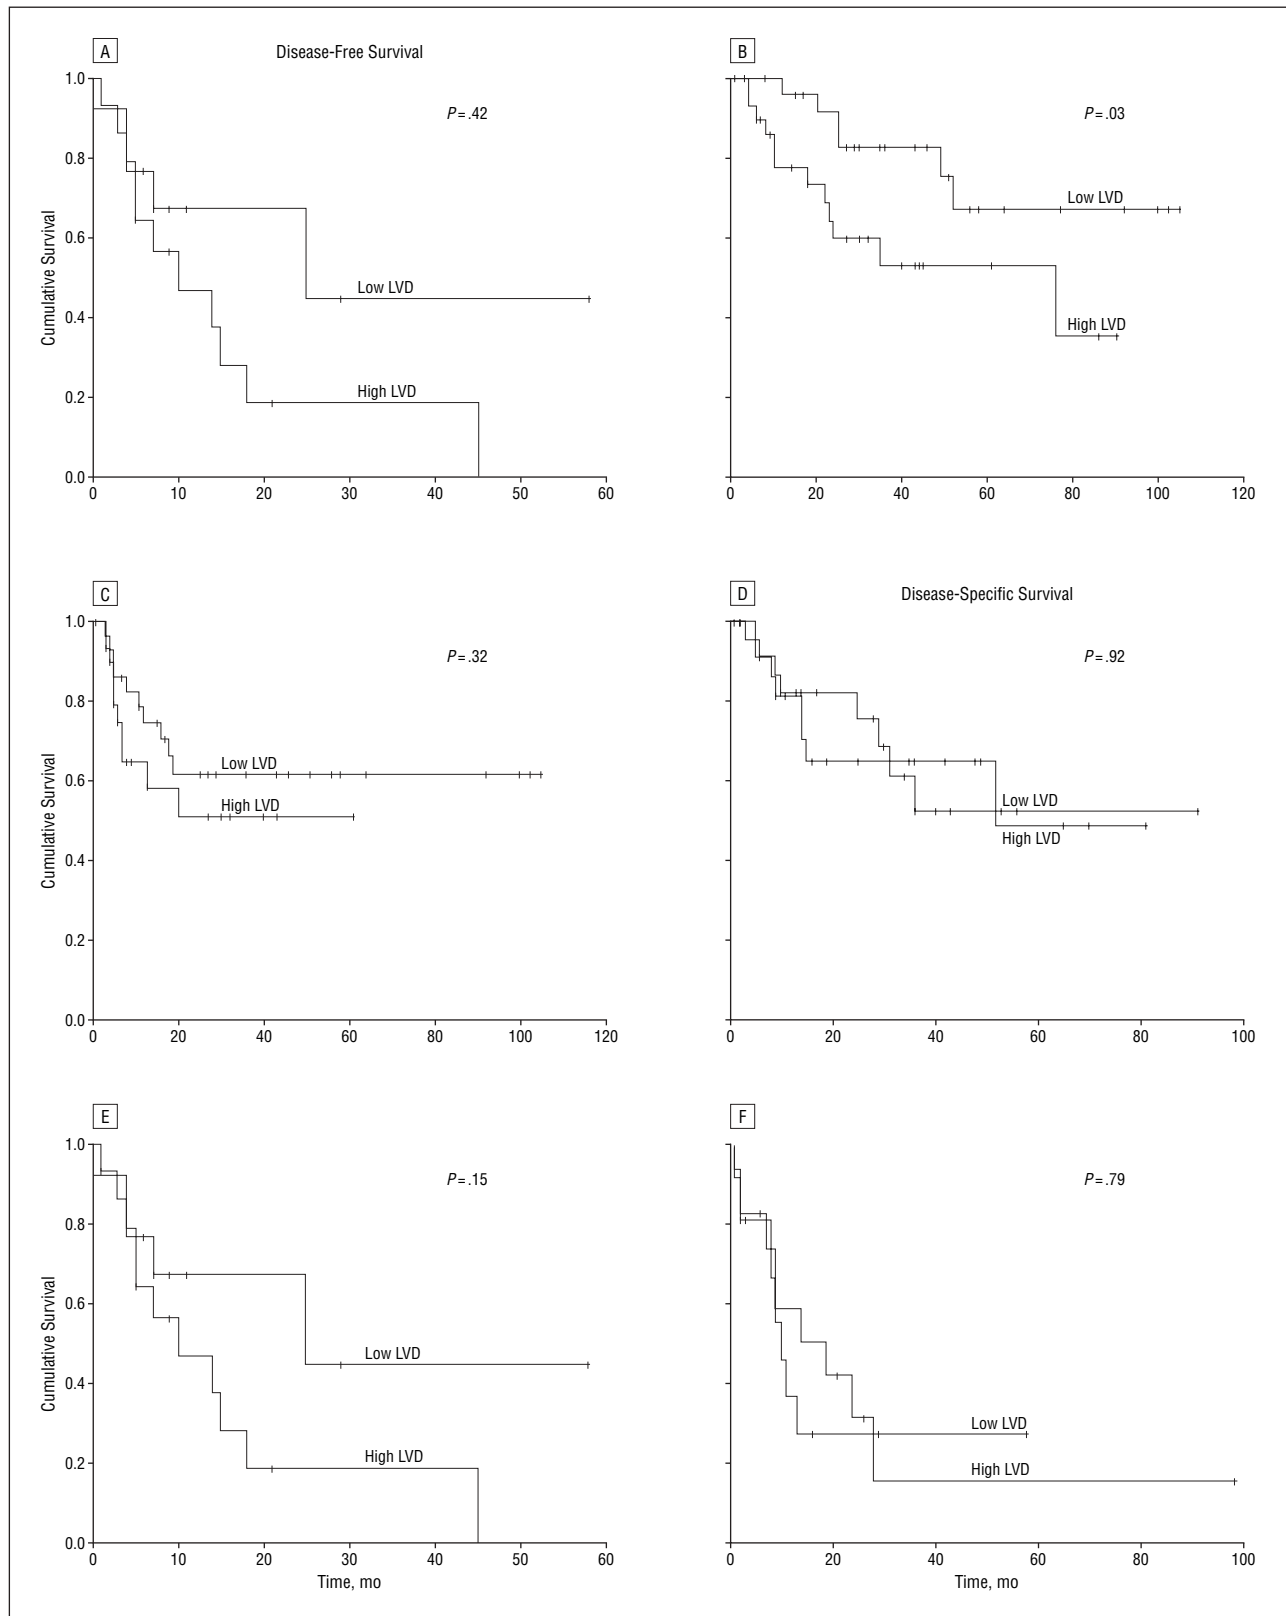 A
Disease-Free Survival
1.0
0.8
0.6
0.4
0.2
0.0
Cumulative Survival
P = .42
Low LVD
High LVD
0 10 20 30 40 50 60
B
P = .03
Low LVD
High LVD
0 20 40 60 80 100 120
C
1.0
0.8
0.6
0.4
0.2
0.0
Cumulative Survival
P = .32
Low LVD
High LVD
0 20 40 60 80 100 120
D
Disease-Specific Survival
P = .92
Low LVD
High LVD
0 20 40 60 80 100
E
1.0
0.8
0.6
0.4
0.2
0.0
Cumulative Survival
P = .15
Low LVD
High LVD
0 10 20 30 40 50 60
Time, mo
F
P = .79
Low LVD
High LVD
0 20 40 60 80 100
Time, mo